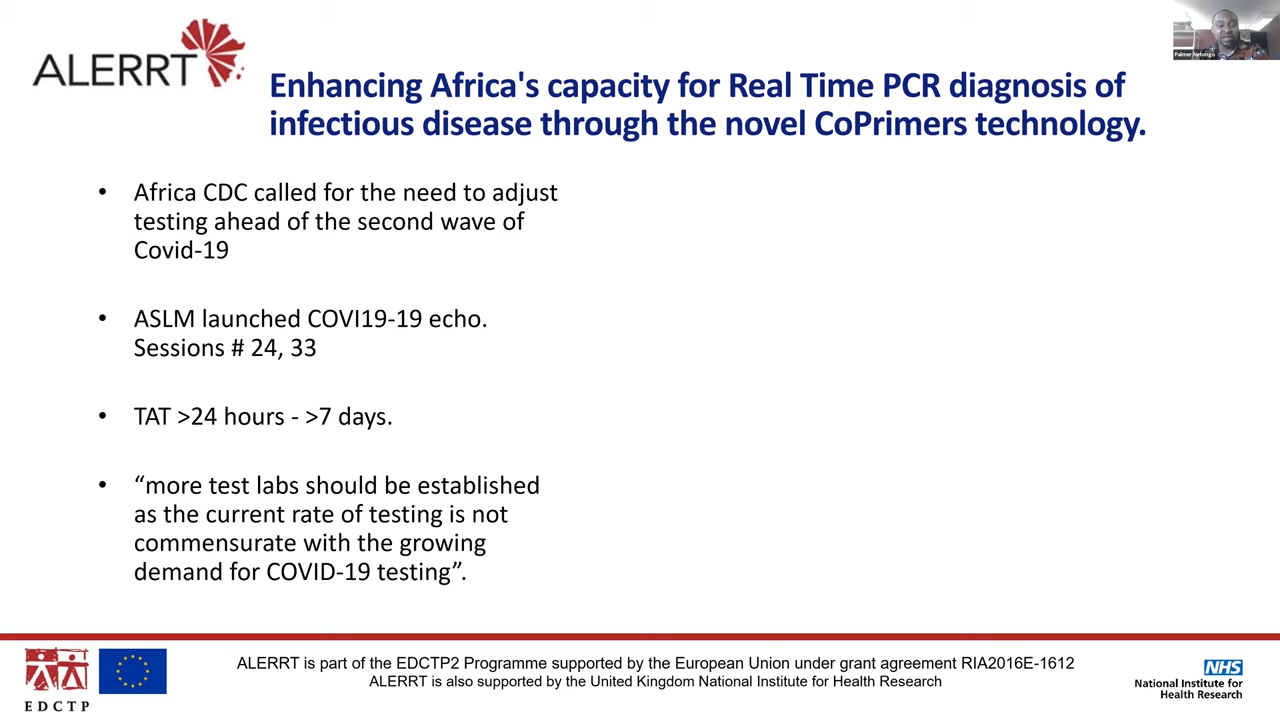 ALERRT
Palmer Netongo
Enhancing Africa's capacity for Real Time PCR diagnosis of
infectious disease through the novel CoPrimers technology.
• Africa CDC called for the need to adjust
testing ahead of the second wave of
Covid-19
• ASLM launched COVI19-19 echo.
Sessions # 24, 33
• TAT >24 hours - >7 days.
• “more test labs should be established
as the current rate of testing is not
commensurate with the growing
demand for COVID-19 testing”.
EDCTP
ALERRT is part of the EDCTP2 Programme supported by the European Union under grant agreement RIA2016E-1612
ALERRT is also supported by the United Kingdom National Institute for Health Research
NHS
National Institute for
Health Research